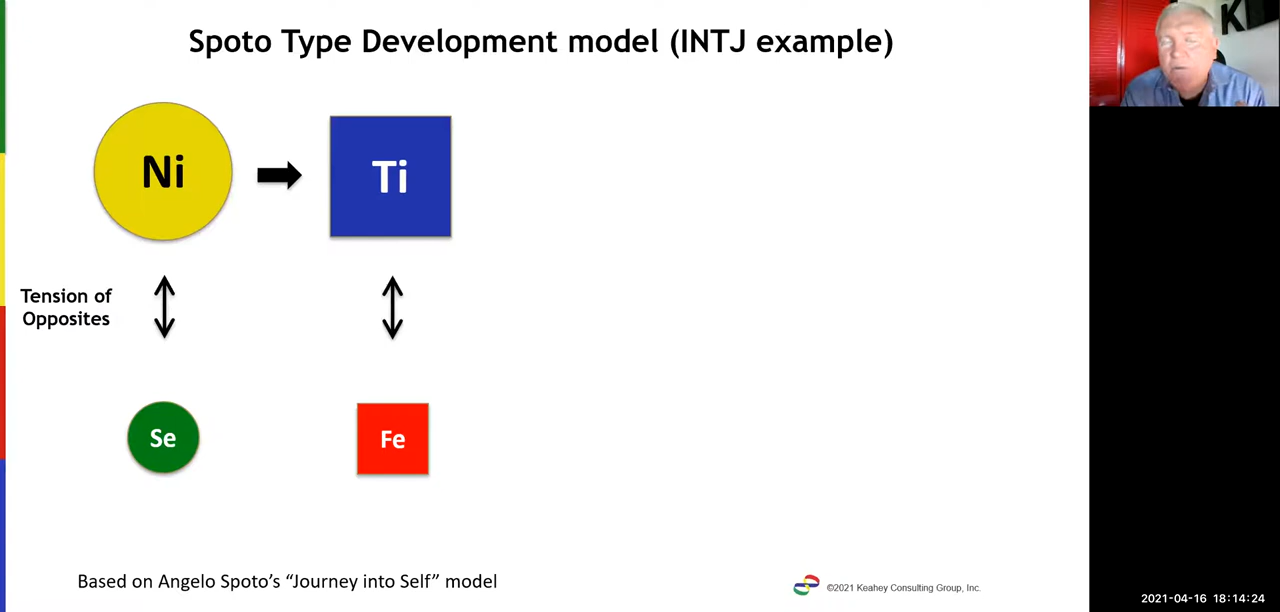 Spoto Type Development model (INTJ example)
Ni
Ti
Tension of
Opposites
Se
Fe
Based on Angelo Spoto’s “Journey into Self” model
©2021 Keahey Consulting Group, Inc.
K
2021-04-16 18:14:24